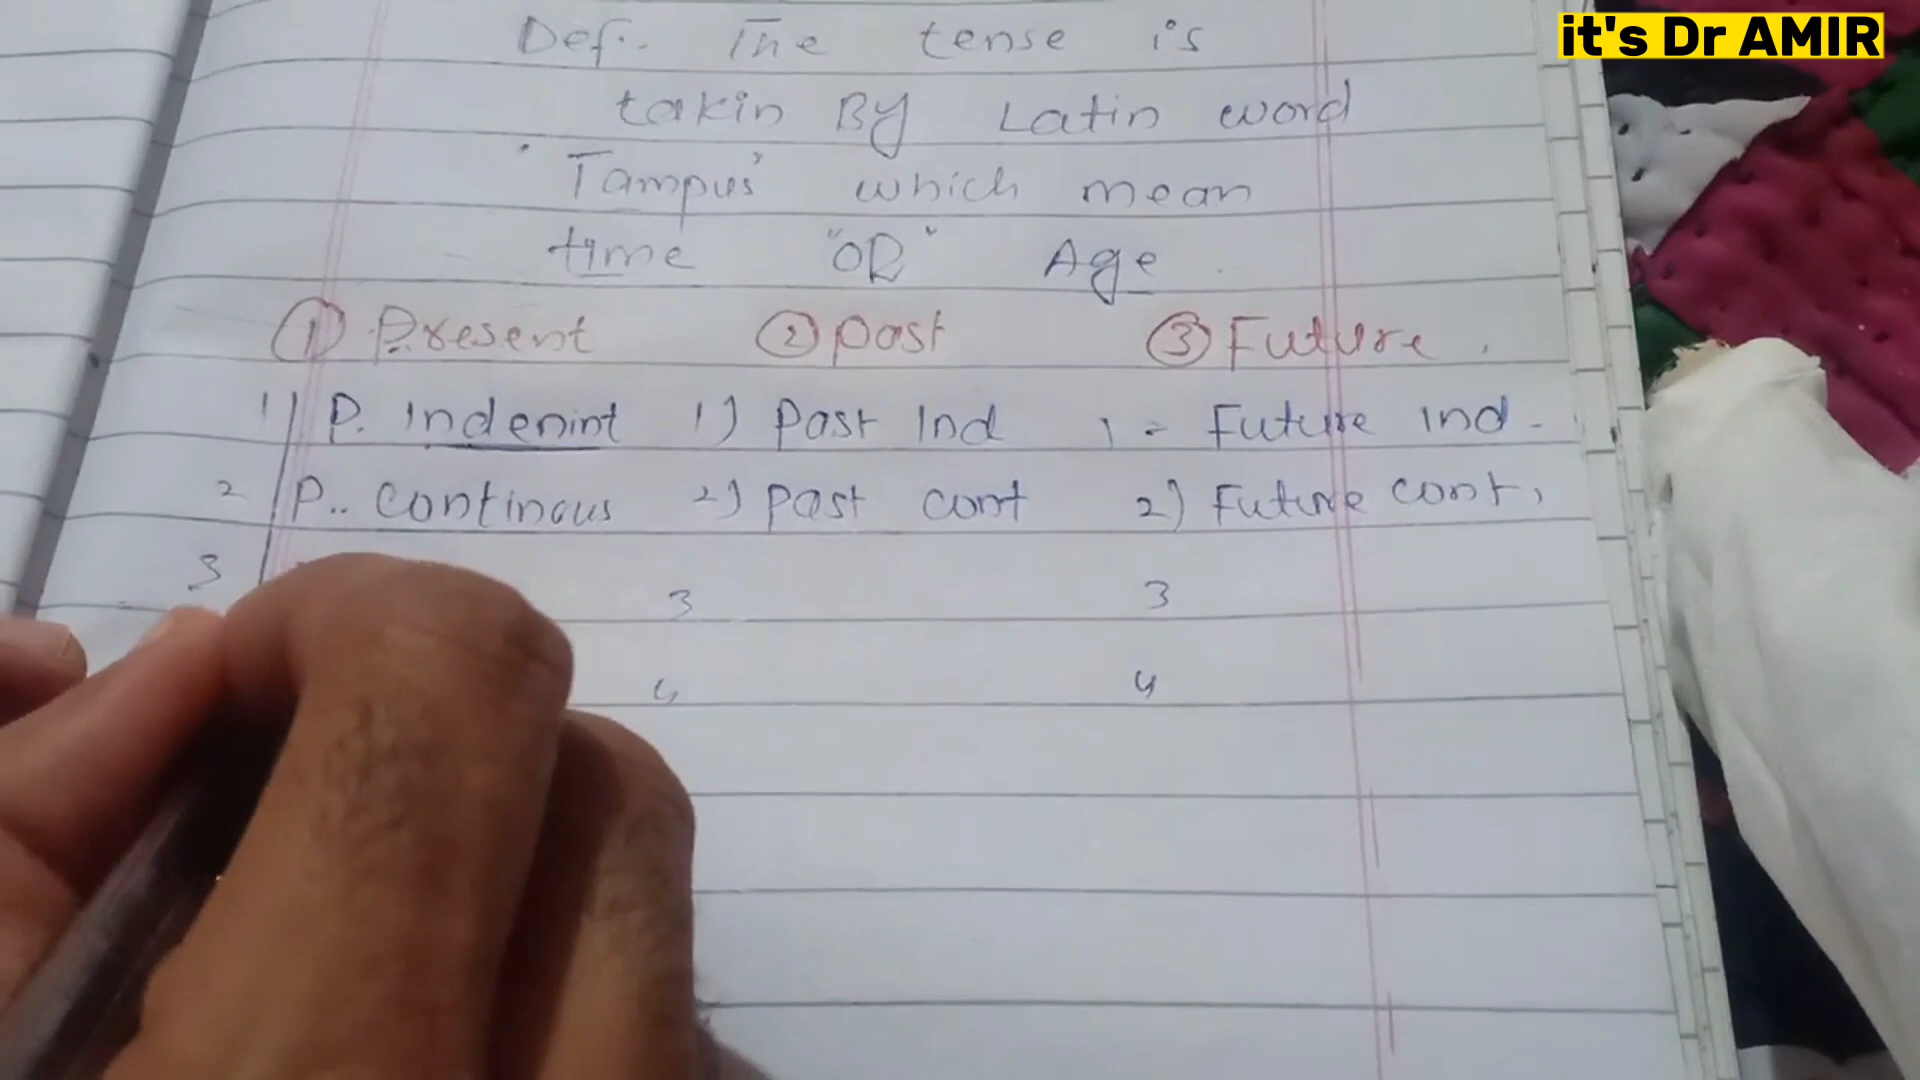 it's Dr AMIR
Def:- The tense is
takin By Latin word
"Tampus" which mean
time "OR" Age
① Present ② past ③ Future.
1) P. Indenint 1) Past Ind 1 = Future Ind -
2 P.. Continous 2) past cont 2) Future cont,
3 3 3
4 4